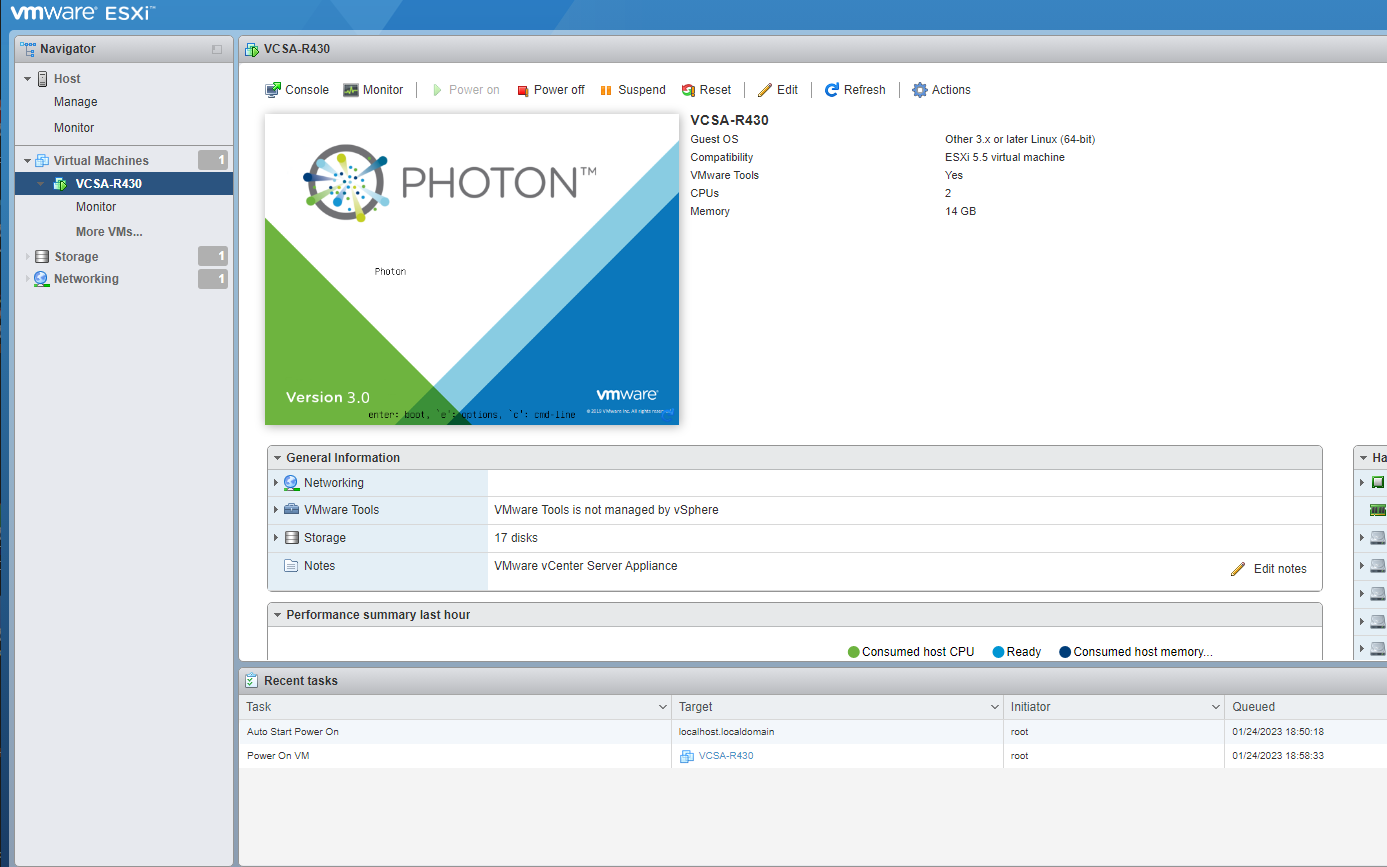 vmware® ESXi™
Navigator
Host
Manage
Monitor
Virtual Machines 1
VCSA-R430
Monitor
More VMs...
Storage 1
Networking 1
VCSA-R430
Console Monitor Power on Power off Suspend Reset Edit Refresh Actions
PHOTON™
Photon
Version 3.0
vmware®
© 2019 VMware Inc. All rights
enter: boot, `e': options, `c': cmd-line
VCSA-R430
Guest OS Other 3.x or later Linux (64-bit)
Compatibility ESXi 5.5 virtual machine
VMware Tools Yes
CPUs 2
Memory 14 GB
General Information
Networking
VMware Tools VMware Tools is not managed by vSphere
Storage 17 disks
Notes VMware vCenter Server Appliance
Edit notes
Ha
Performance summary last hour
Consumed host CPU Ready Consumed host memory...
Recent tasks
Task Target Initiator Queued
Auto Start Power On localhost.localdomain root 01/24/2023 18:50:18
Power On VM VCSA-R430 root 01/24/2023 18:58:33